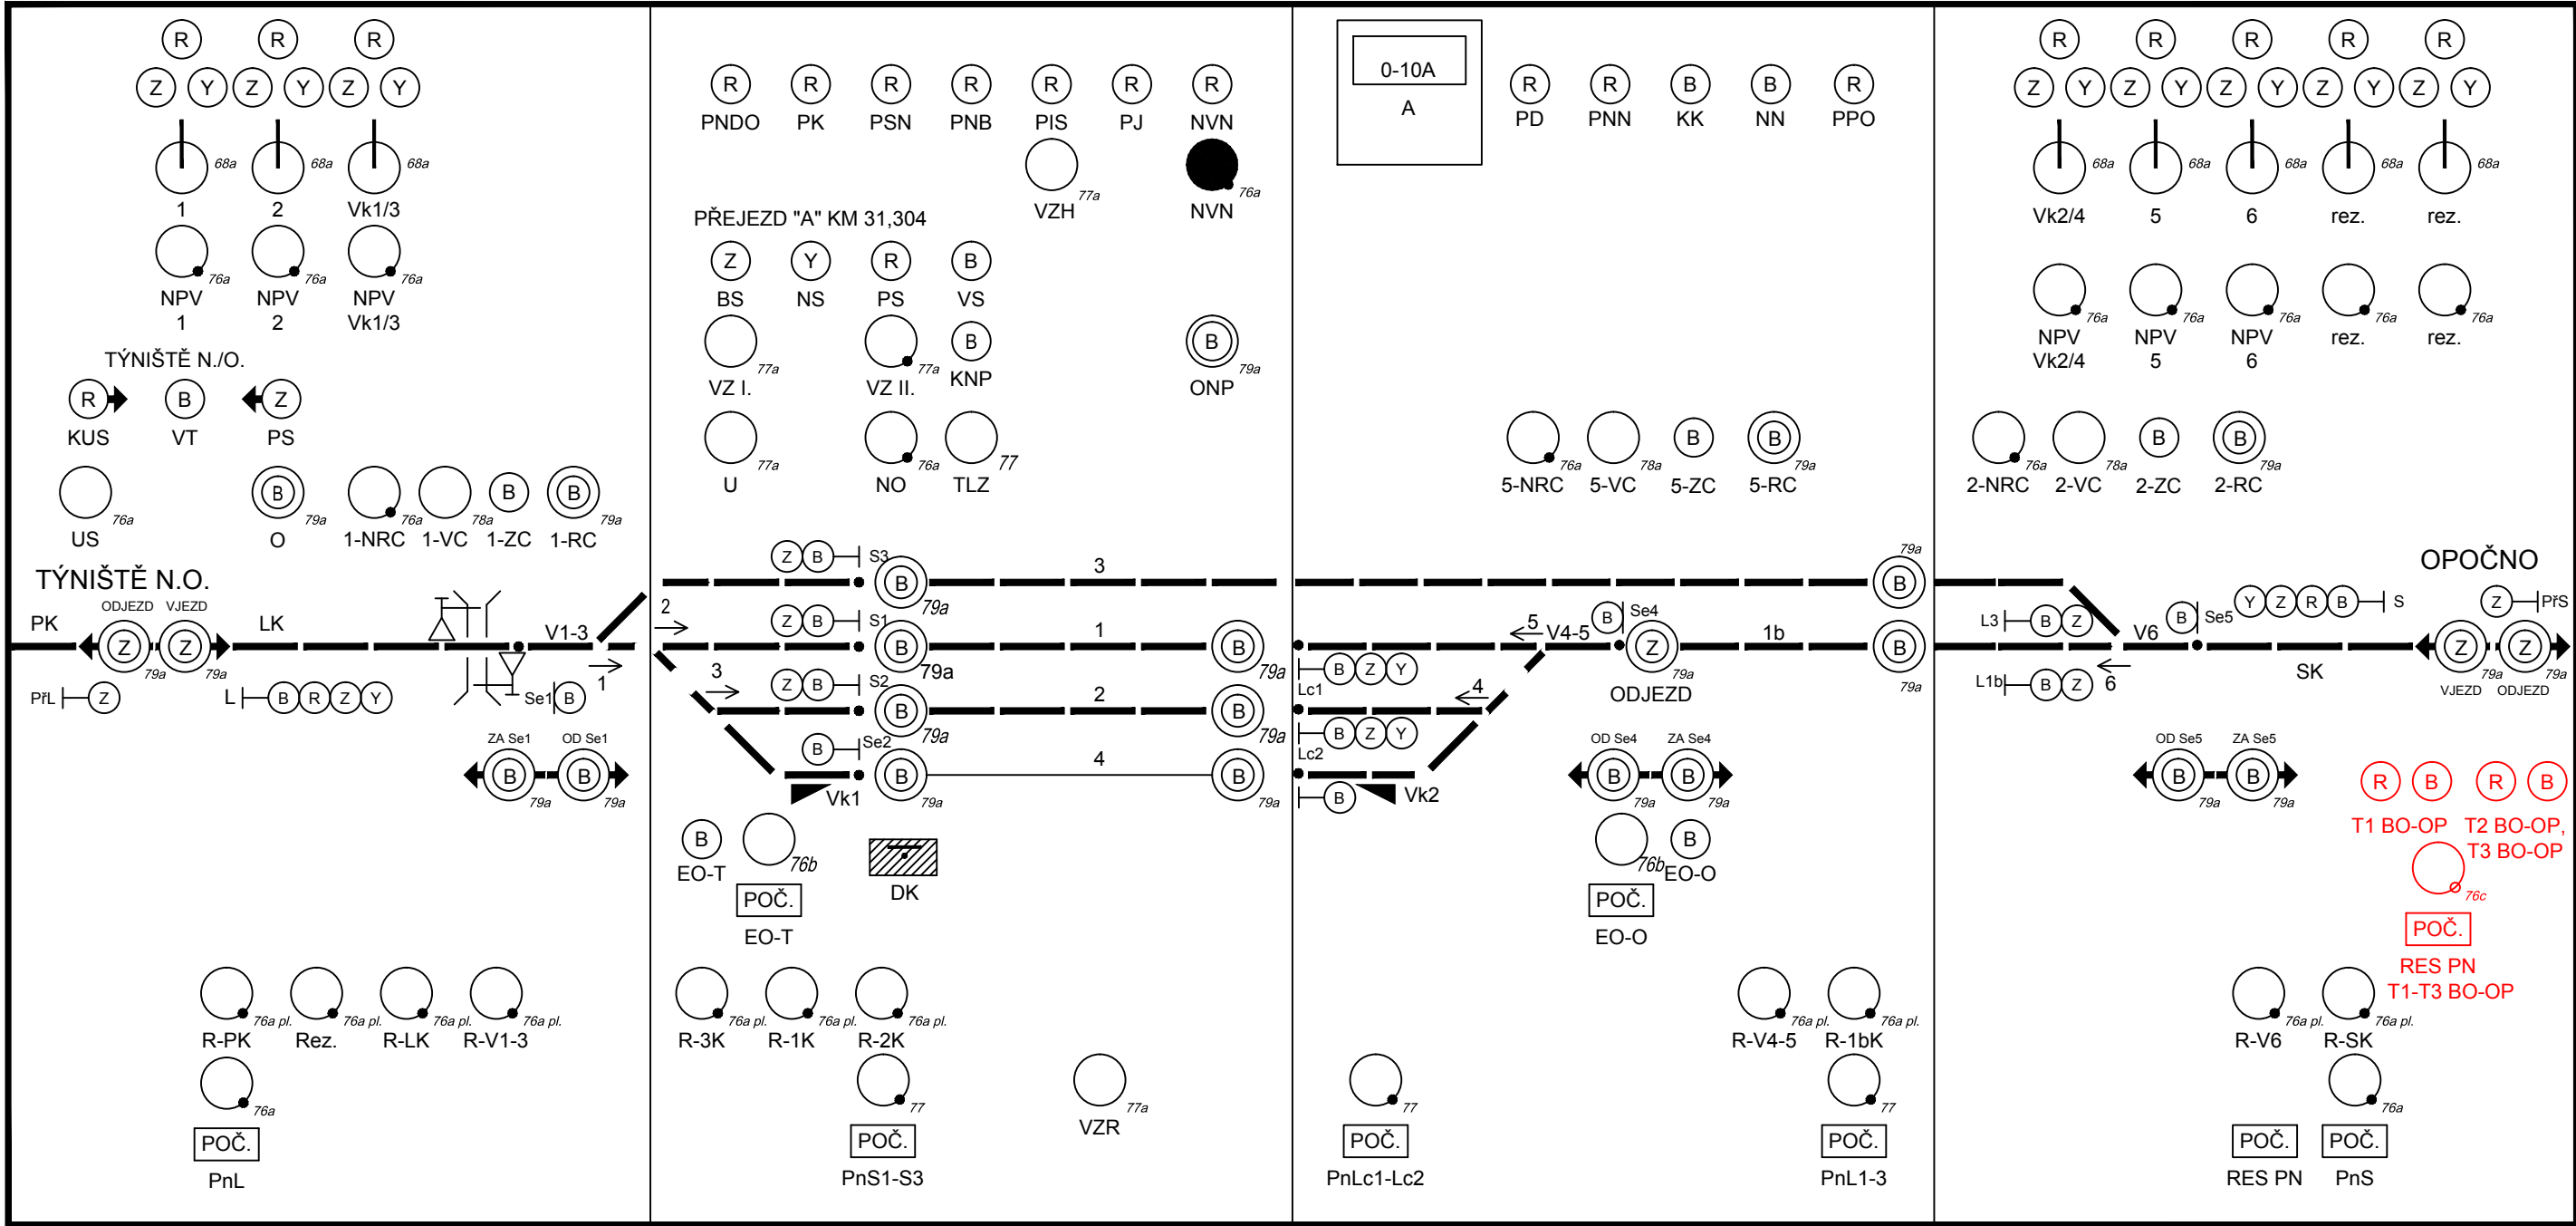 R R R
Z Y Z Y Z Y
68a 68a 68a
1 2 Vk1/3
76a 76a 76a
NPV NPV NPV
1 2 Vk1/3
TÝNIŠTĚ N./O.
R B Z
KUS VT PS
B B B
76a 79a 76a 78a 79a
US O 1-NRC 1-VC 1-ZC 1-RC
TÝNIŠTĚ N.O.
ODJEZD VJEZD
PK LK V1-3
Z Z
79a 79a
1
PřL Z L B R Z Y Se1 B
ZA Se1 OD Se1
B B
79a 79a
76a pl. 76a pl. 76a pl. 76a pl.
R-PK Rez. R-LK R-V1-3
76a
POČ.
PnL
R R R R R R R
PNDO PK PSN PNB PIS PJ NVN
77a 76a
VZH NVN
PŘEJEZD "A" KM 31,304
Z Y R B
BS NS PS VS
B B
77a 77a 79a
VZ I. VZ II. KNP ONP
77a 76a 77
U NO TLZ
Z B S3 B 3
79a
2 Z B S1 B 1 B
79a 79a
3 Z B S2 B 2 B
79a 79a
B Se2 B 4 B
Vk1 79a 79a
B 76b
EO-T DK
POČ.
EO-T
76a pl. 76a pl. 76a pl.
R-3K R-1K R-2K
77 77a
VZR
POČ.
PnS1-S3
0-10A
A
R R B B R
PD PNN KK NN PPO
B B
76a 78a 79a
5-NRC 5-VC 5-ZC 5-RC
79a
B
B Se4
5 V4-5 Z 1b B
79a 79a
Lc1 B Z Y
4 ODJEZD
Lc2 B Z Y
OD Se4 ZA Se4
B B
79a 79a
B Vk2
76b B
EO-O
POČ.
EO-O
76a pl. 76a pl.
R-V4-5 R-1bK
77 77
POČ. POČ.
PnLc1-Lc2 PnL1-3
R R R R R
Z Y Z Y Z Y Z Y Z Y
68a 68a 68a 68a 68a
Vk2/4 5 6 rez. rez.
76a 76a 76a 76a 76a
NPV NPV NPV rez. rez.
Vk2/4 5 6
B B
76a 78a 79a
2-NRC 2-VC 2-ZC 2-RC
OPOČNO
Y Z R B S Z PřS
L3 B Z B Se5
V6 Z Z
79a 79a
SK
L1b B Z 6 VJEZD ODJEZD
OD Se5 ZA Se5
B B
79a 79a
R B R B
T1 BO-OP T2 BO-OP,
T3 BO-OP
76c
POČ.
RES PN
T1-T3 BO-OP
76a pl. 76a pl.
R-V6 R-SK
76a
POČ. POČ.
RES PN PnS